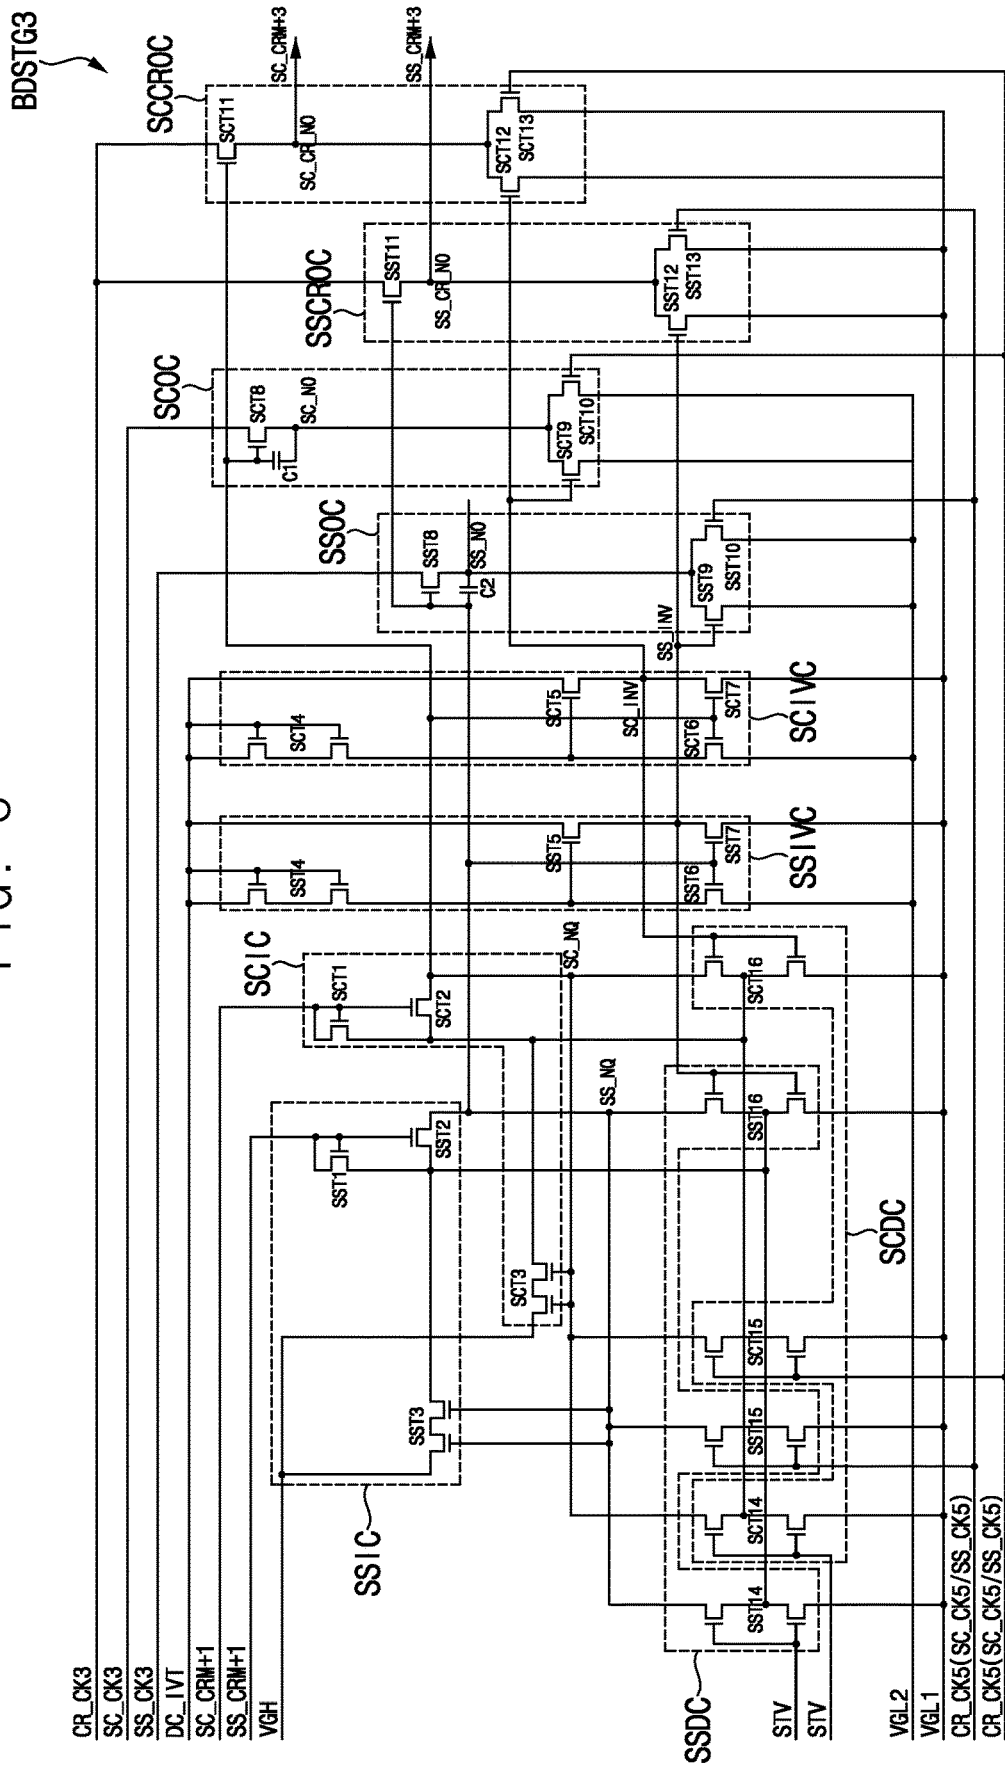 BDSTG3
SCCROC
SCT11
SC_CRM+3
SC_CR_NO
SCT12
SCT13
SS_CRM+3
SSCROC
SST11
SS_CR_NO
SST12
SST13
SCOC
SCT8
SC_NO
C1
SCT9
SCT10
SSOC
SST8
SS_NO
C2
SST9
SST10
SS_INV
SCT4
SCT5
SC_INV
SCT6
SCT7
SCIVC
SST4
SST5
SST6
SST7
SSIVC
SCIC
SCT1
SCT2
SC_NQ
SCT16
SST1
SST2
SS_NQ
SST16
SCT3
SCDC
SST3
SCT15
SST15
SSIC
SCT14
SST14
SSDC
CR_CK3
SC_CK3
SS_CK3
DC_IVT
SC_CRM+1
SS_CRM+1
VGH
STV
STV
VGL2
VGL1
CR_CK5(SC_CK5/SS_CK5)
CR_CK5(SC_CK5/SS_CK5)